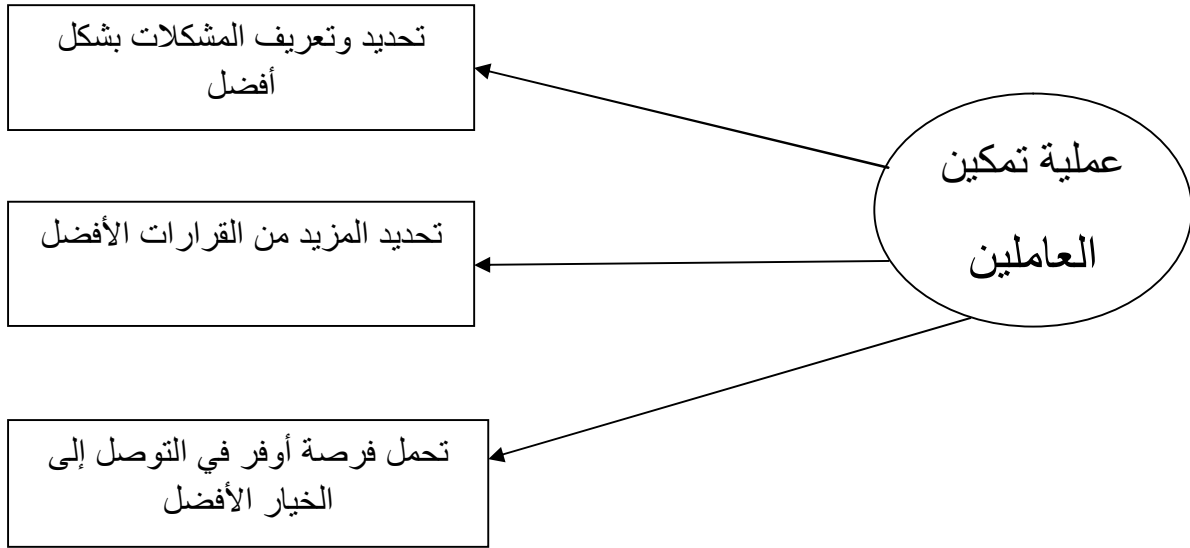 عملية تمكين
العاملين
تحديد وتعريف المشكلات بشكل
أفضل
تحديد المزيد من القرارات الأفضل
تحمل فرصة أوفر في التوصل إلى
الخيار الأفضل